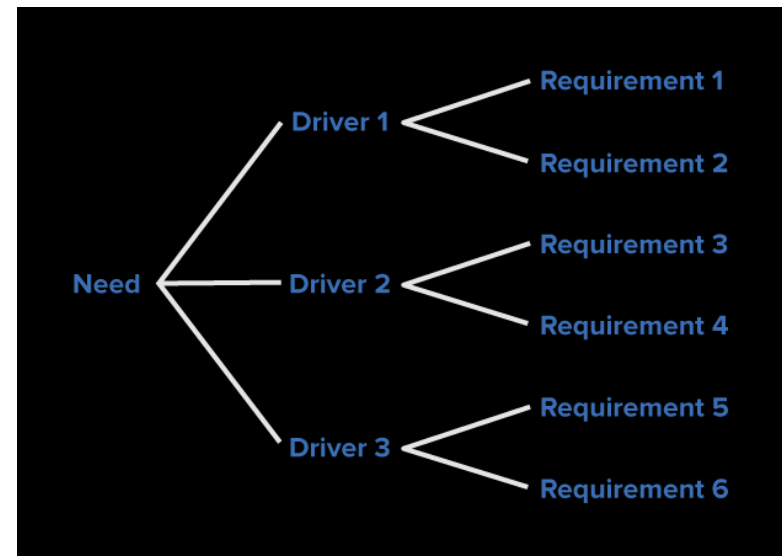 Need
Driver 1
Requirement 1
Requirement 2
Driver 2
Requirement 3
Requirement 4
Driver 3
Requirement 5
Requirement 6